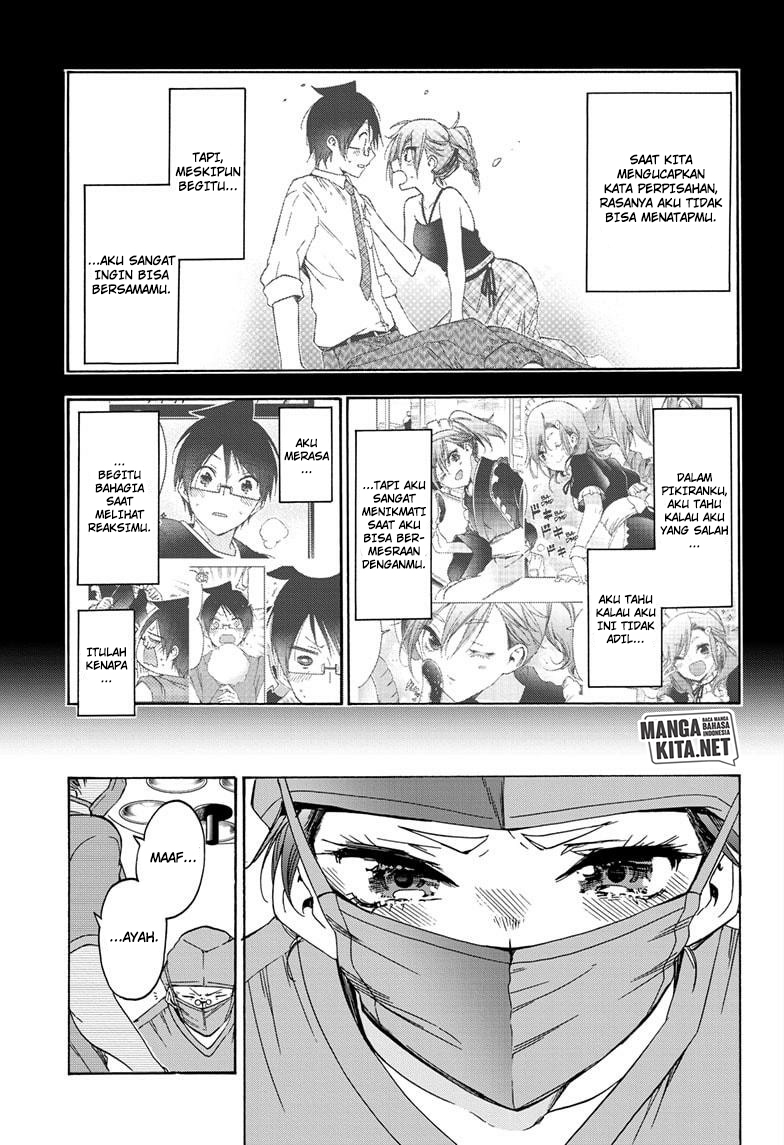 SAAT KITA
MENGUCAPKAN
KATA PERPISAHAN,
RASANYA AKU TIDAK
BISA MENATAPMU.
TAPI,
MESKIPUN
BEGITU...
...AKU SANGAT
INGIN BISA
BERSAMAMU.
DALAM
PIKIRANKU,
AKU TAHU
KALAU AKU
YANG SALAH
...
AKU TAHU
KALAU AKU
INI TIDAK
ADIL...
...TAPI AKU
SANGAT
MENIKMATI
SAAT AKU
BISA BER-
MESRAAN
DENGANMU.
AKU
MERASA
...
...
BEGITU
BAHAGIA
SAAT
MELIHAT
REAKSIMU.
ITULAH
KENAPA
...
MANGA
KITA.NET
BACA MANGA
BAHASA
INDONESIA
MAAF...
...AYAH.